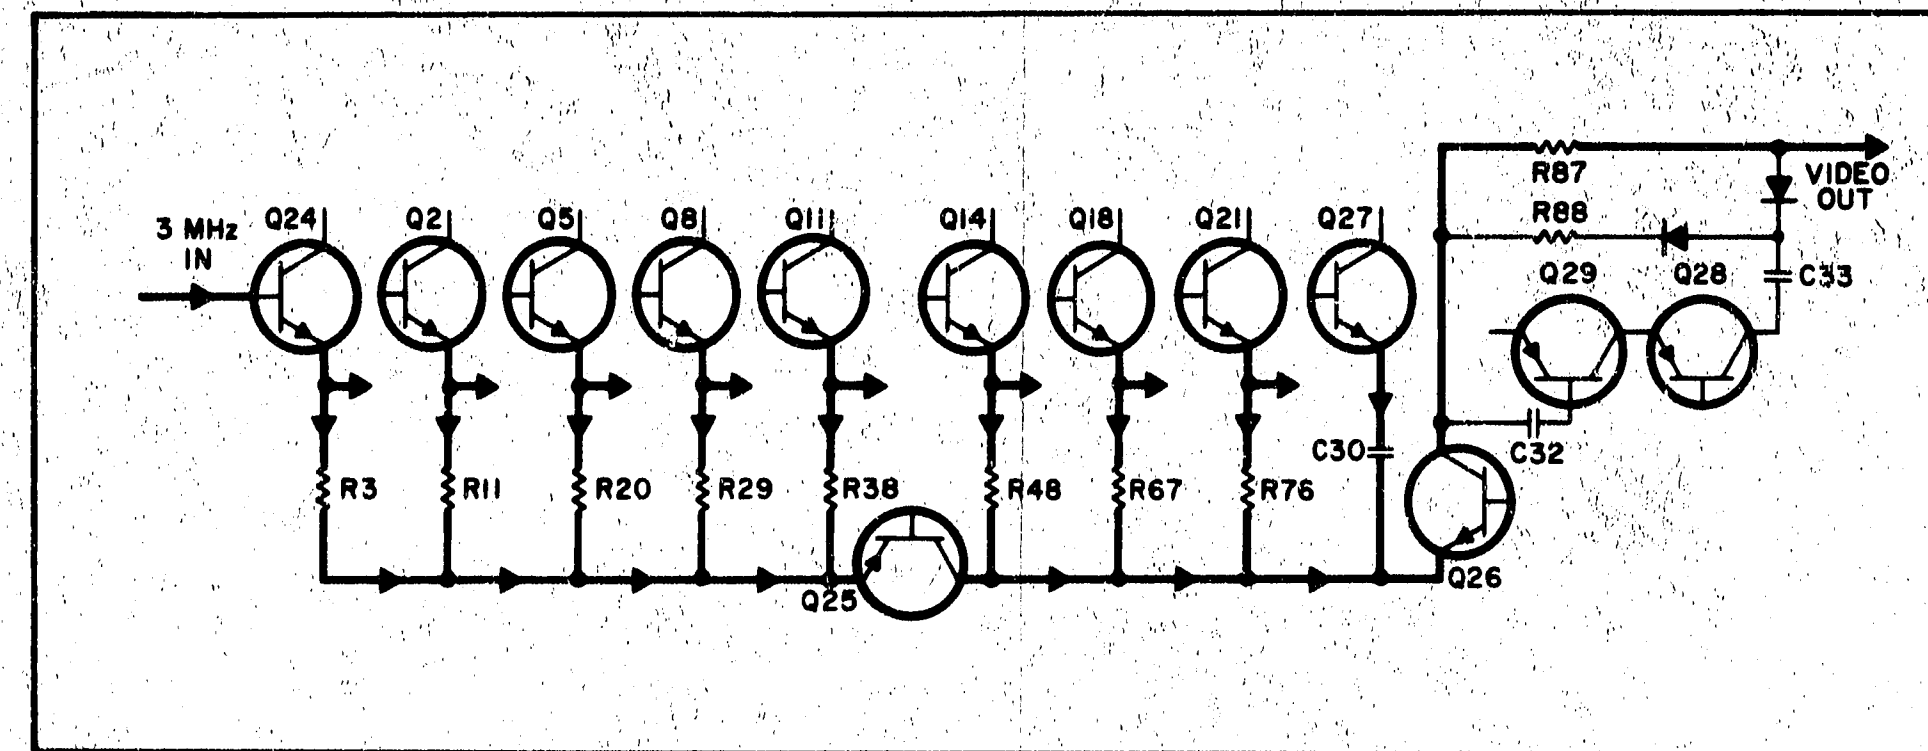 3 MHz
IN
Q24
Q2
Q5
Q8
Q11
Q14
Q18
Q21
Q27
R87
R88
VIDEO
OUT
Q29
Q28
C33
C30
C32
R3
R11
R20
R29
R38
R48
R67
R76
Q25
Q26